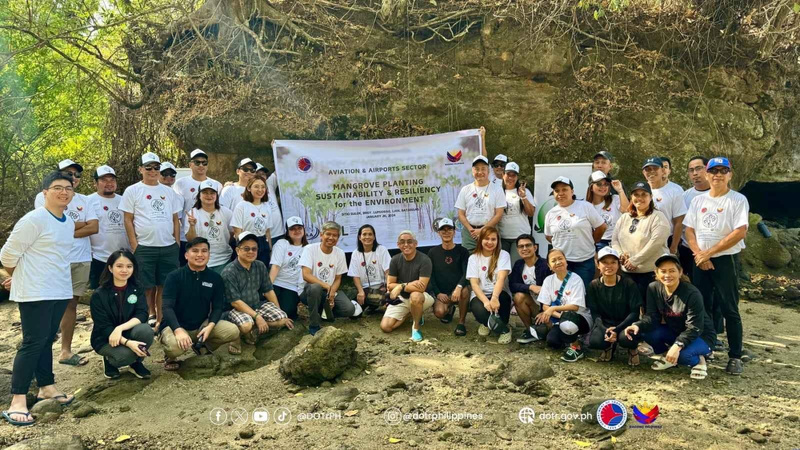 AVIATION & AIRPORTS SECTOR
MANGROVE PLANTING
SUSTAINABILITY & RESILIENCY
for the ENVIRONMENT
@DOTrPH
@dotrphilippines
dotr.gov.ph